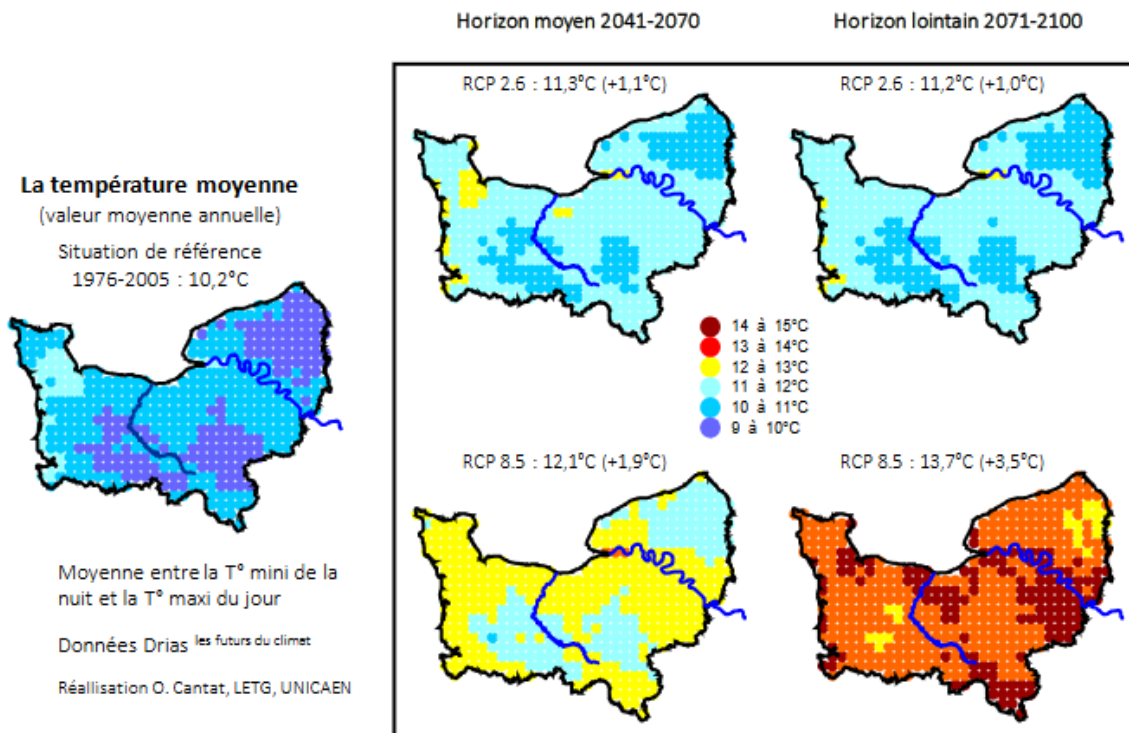 Horizon moyen 2041-2070
Horizon lointain 2071-2100
RCP 2.6 : 11,3°C (+1,1°C)
RCP 2.6 : 11,2°C (+1,0°C)
La température moyenne
(valeur moyenne annuelle)
Situation de référence
1976-2005 : 10,2°C
14 à 15°C
13 à 14°C
12 à 13°C
11 à 12°C
10 à 11°C
9 à 10°C
RCP 8.5 : 12,1°C (+1,9°C)
RCP 8.5 : 13,7°C (+3,5°C)
Moyenne entre la T° mini de la
nuit et la T° maxi du jour
Données Drias les futurs du climat
Réallisation O. Cantat, LETG, UNICAEN